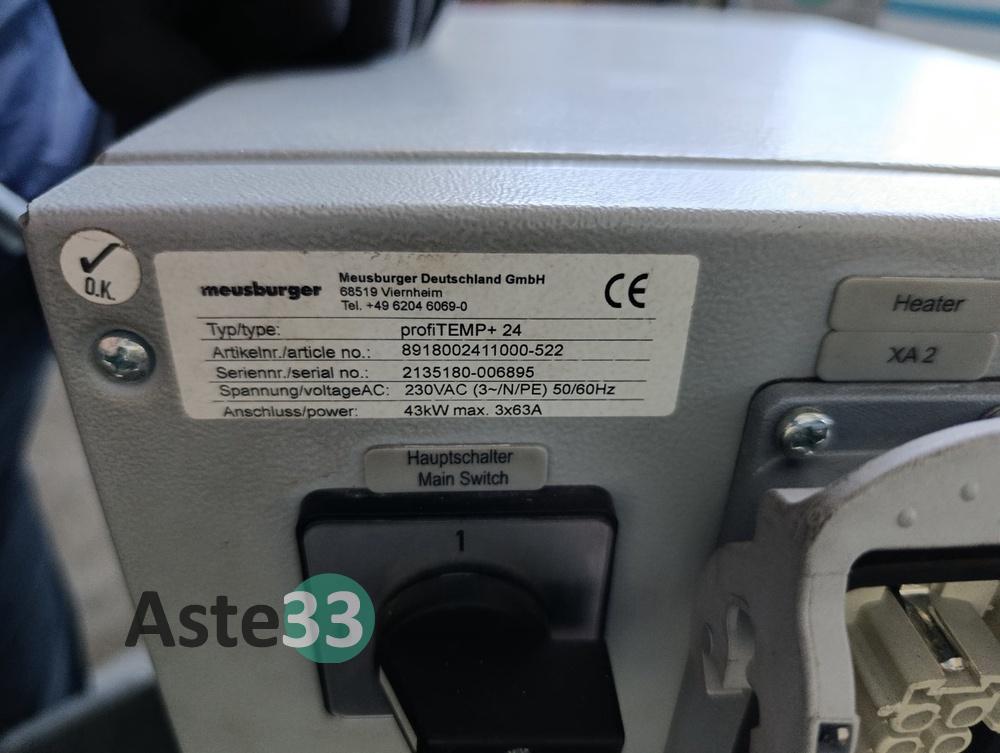 O.K.
meusburger
Meusburger Deutschland GmbH
68519 Viernheim
Tel. +49 6204 6069-0
CE
Typ/type: profiTEMP+ 24
Artikelnr./article no.: 8918002411000-522
Seriennr./serial no.: 2135180-006895
Spannung/voltageAC: 230VAC (3~/N/PE) 50/60Hz
Anschluss/power: 43kW max. 3x63A
Heater
XA 2
Hauptschalter
Main Switch
1
Aste33